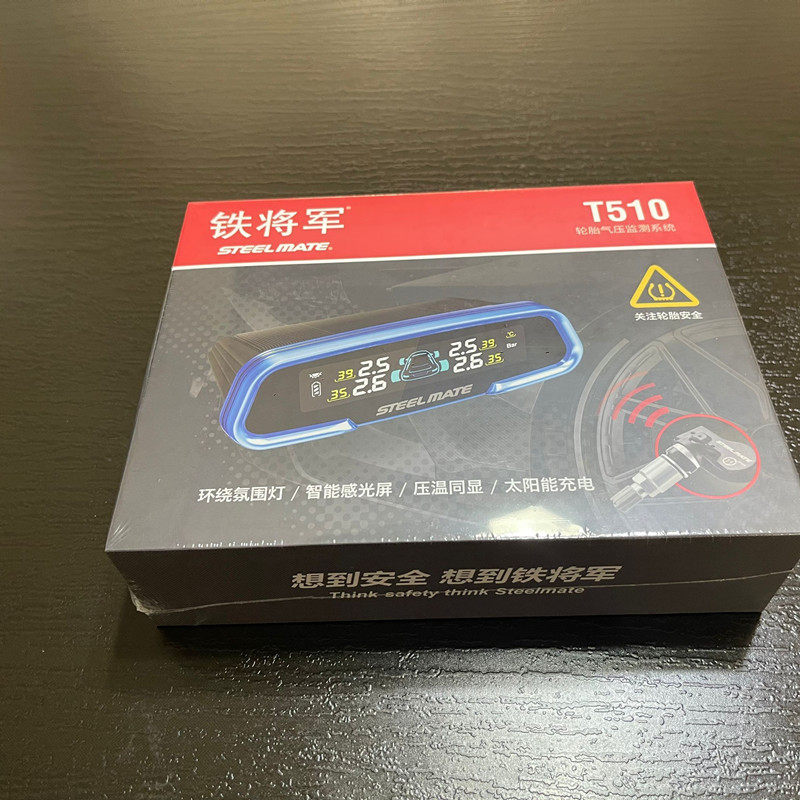 铁将军
STEEL MATE®
T510
轮胎气压监测系统
关注轮胎安全
39 2.5
35 2.6
2.5 39 °C
2.6 35 Bar
STEEL MATE
环绕氛围灯 / 智能感光屏 / 压温同显 / 太阳能充电
想到安全 想到铁将军
Think safety think Steelmate